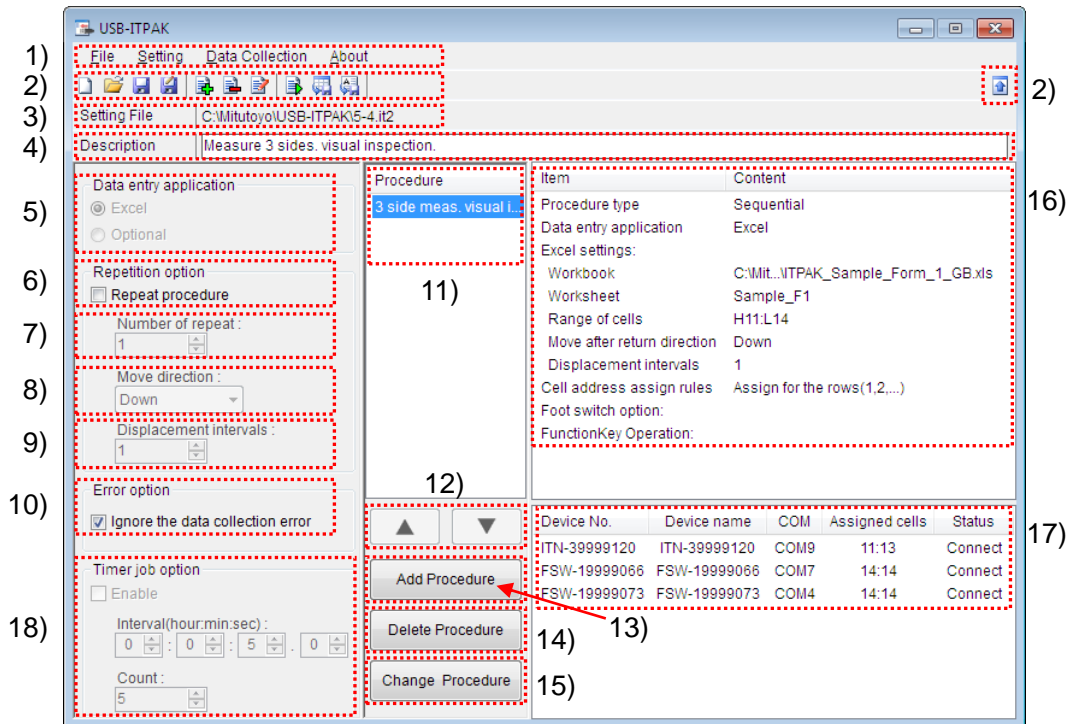 USB-ITPAK
1) File Setting Data Collection About
2)
2)
3) Setting File C:\Mitutoyo\USB-ITPAK\5-4.it2
4) Description Measure 3 sides. visual inspection.
5) Data entry application
Excel
Optional
6) Repetition option
Repeat procedure
7) Number of repeat :
1
8) Move direction :
Down
9) Displacement intervals :
1
10) Error option
Ignore the data collection error
18) Timer job option
Enable
Interval(hour:min:sec) :
0 : 0 : 5 . 0
Count :
5
Procedure
3 side meas. visual i...
11)
12)
▲ ▼
Add Procedure
13)
Delete Procedure
14)
Change Procedure
15)
Item Content
16)
Procedure type Sequential
Data entry application Excel
Excel settings:
Workbook C:\Mit...\ITPAK_Sample_Form_1_GB.xls
Worksheet Sample_F1
Range of cells H11:L14
Move after return direction Down
Displacement intervals 1
Cell address assign rules Assign for the rows(1,2,...)
Foot switch option:
FunctionKey Operation:
Device No. Device name COM Assigned cells Status
17)
ITN-39999120 ITN-39999120 COM9 11:13 Connect
FSW-19999066 FSW-19999066 COM7 14:14 Connect
FSW-19999073 FSW-19999073 COM4 14:14 Connect